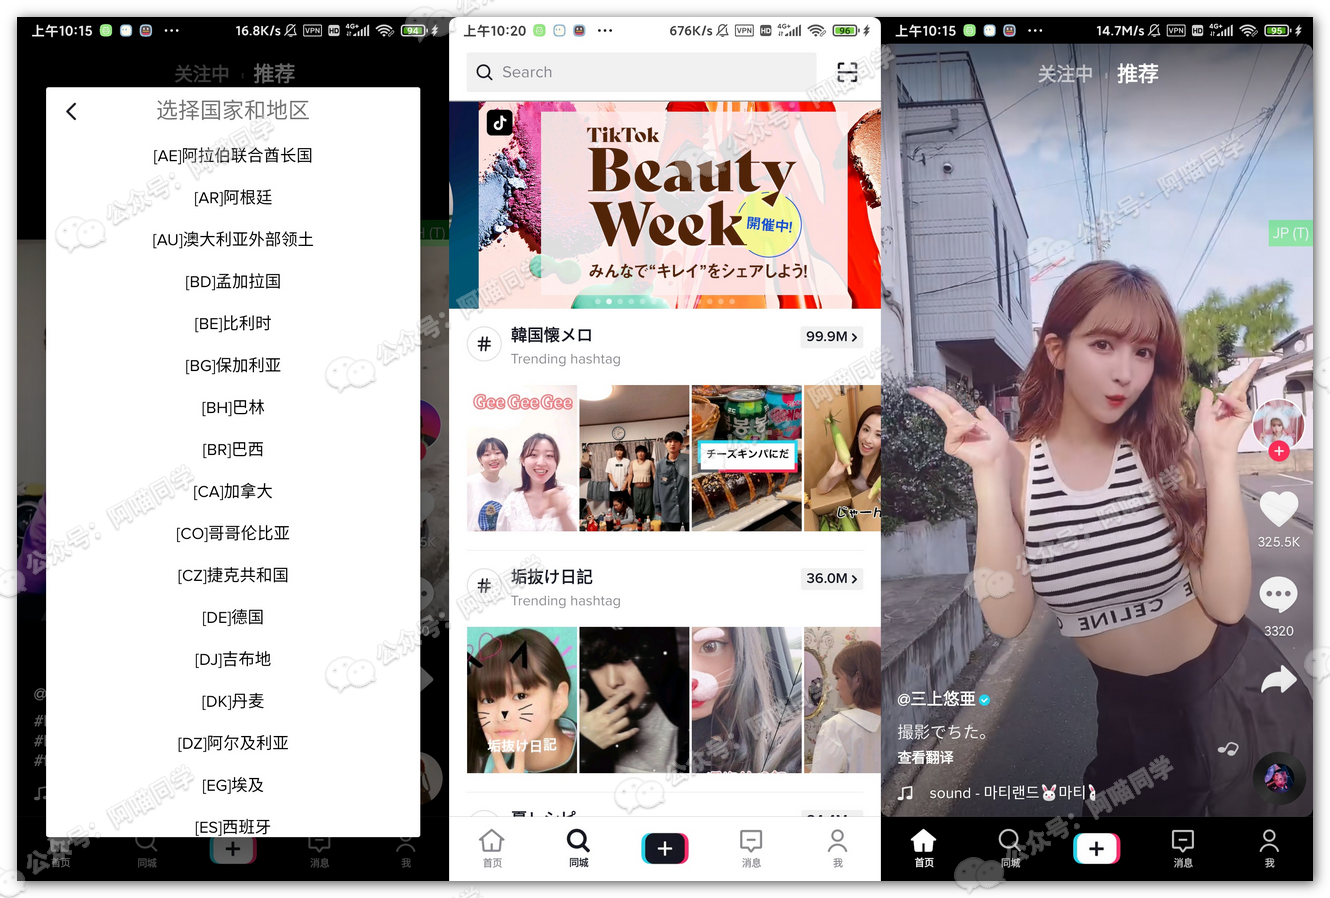 上午10:15
16.8K/s
VPN
HD
4G+
94
关注中
推荐
选择国家和地区
[AE]阿拉伯联合酋长国
[AR]阿根廷
[AU]澳大利亚外部领土
[BD]孟加拉国
[BE]比利时
[BG]保加利亚
[BH]巴林
[BR]巴西
[CA]加拿大
[CO]哥哥伦比亚
[CZ]捷克共和国
[DE]德国
[DJ]吉布地
[DK]丹麦
[DZ]阿尔及利亚
[EG]埃及
[ES]西班牙
首页
同城
消息
我
上午10:20
676K/s
VPN
HD
4G+
96
Search
TikTok
Beauty
Week
開催中!
みんなで“キレイ”をシェアしよう!
韓国懐メロ
99.9M
Trending hashtag
Gee Gee Gee
チーズキンパにだ
じゃーん
垢抜け日記
36.0M
Trending hashtag
垢抜け日記
首页
同城
消息
我
上午10:15
14.7M/s
VPN
HD
4G+
95
关注中
推荐
JP (T)
325.5K
3320
CELINE
@三上悠亜
撮影でちた。
查看翻译
sound - 마티랜드🐰마티
首页
同城
消息
我
公众号：阿喵同学